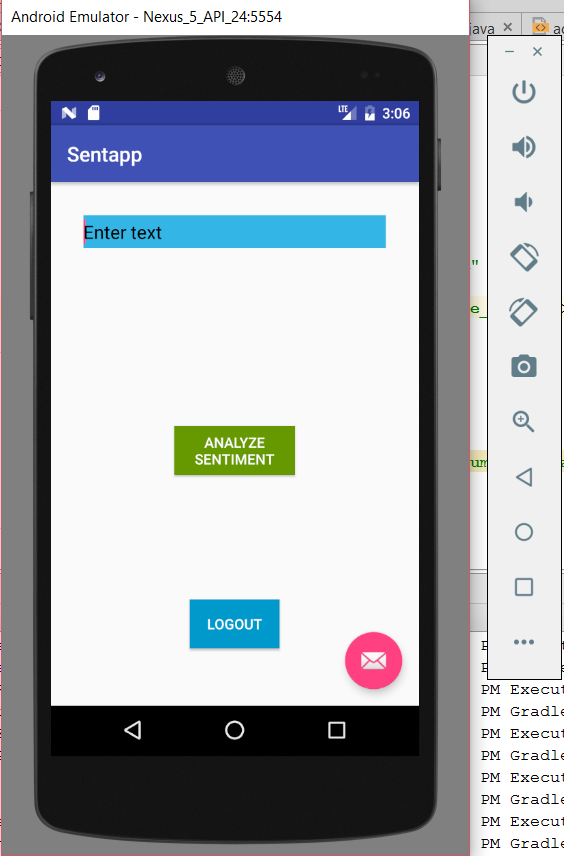 Android Emulator - Nexus_5_API_24:5554
java
LTE
3:06
Sentapp
Enter text
ANALYZE
SENTIMENT
LOGOUT
PM Execut
PM Gradle
PM Execut
PM Gradle
PM Execut
PM Gradle
PM Execut
PM Gradle